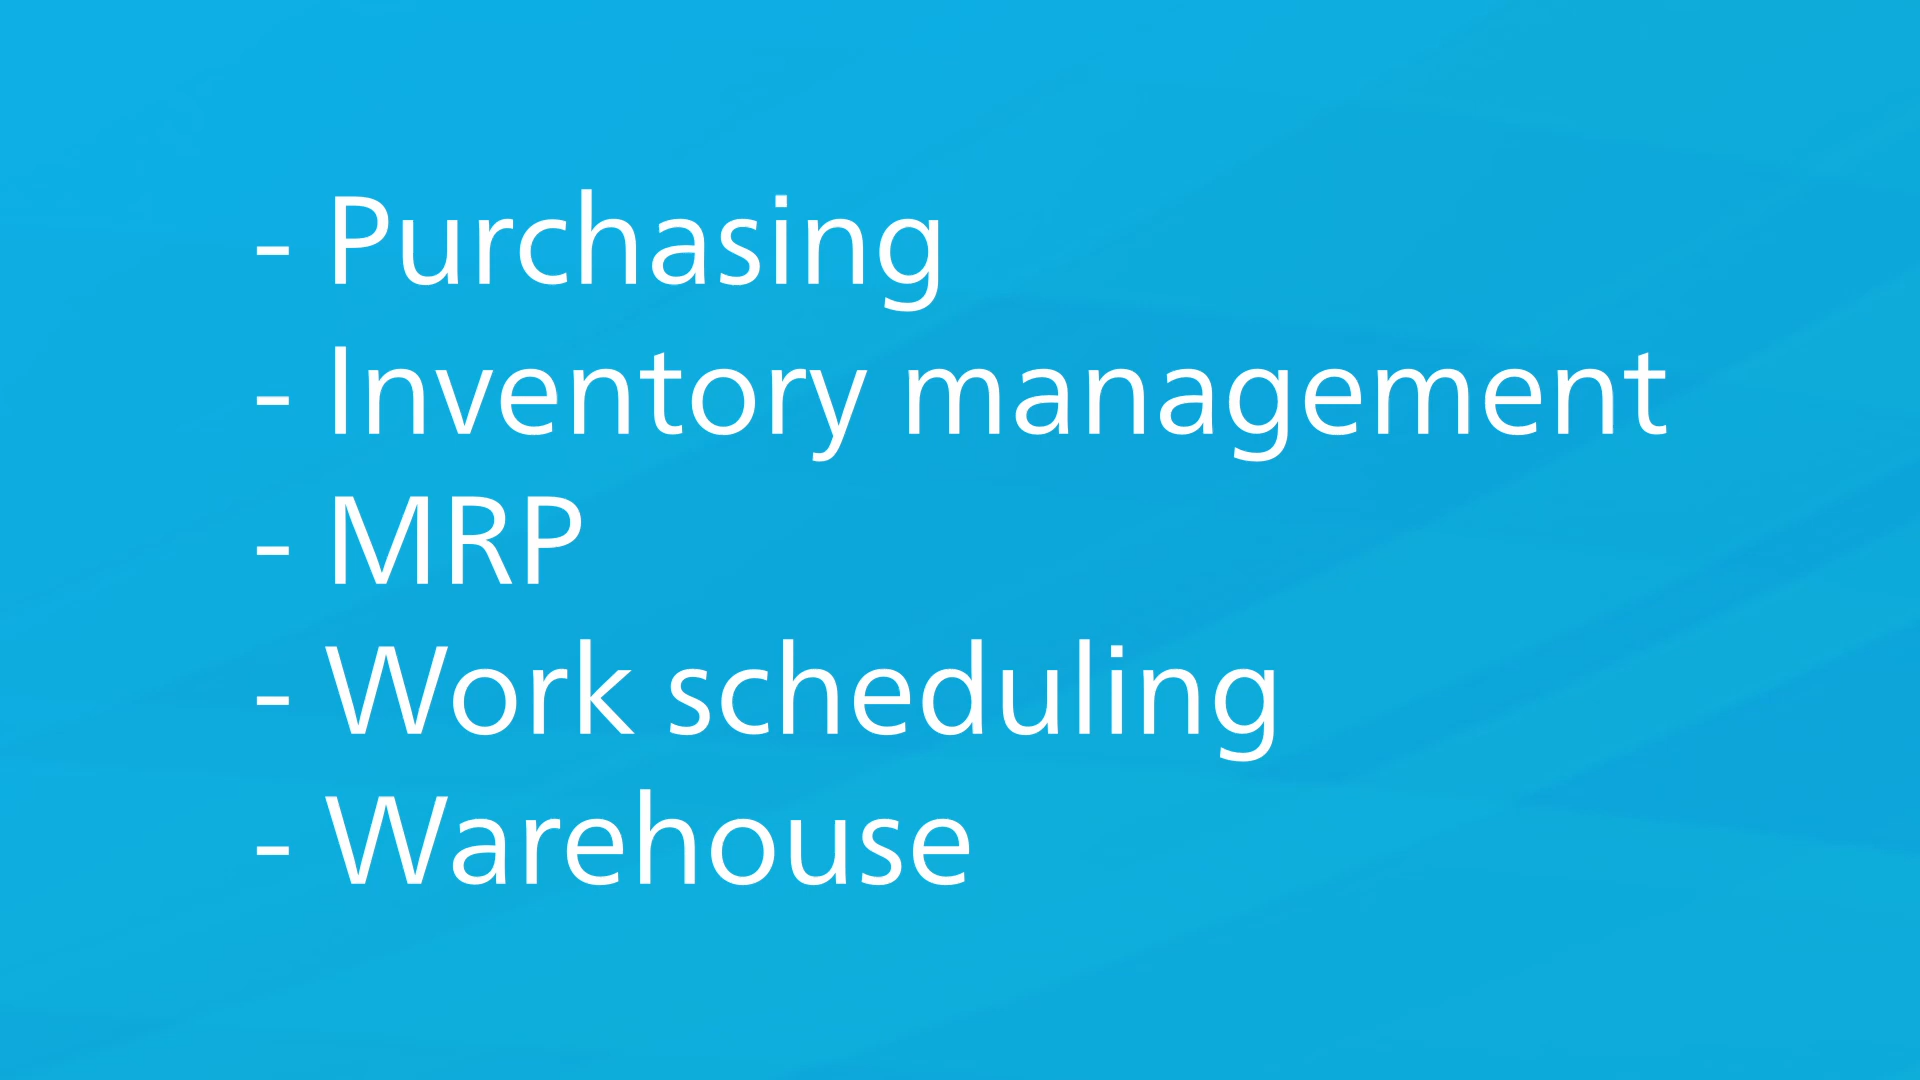 - Purchasing
- Inventory management
- MRP
- Work scheduling
- Warehouse